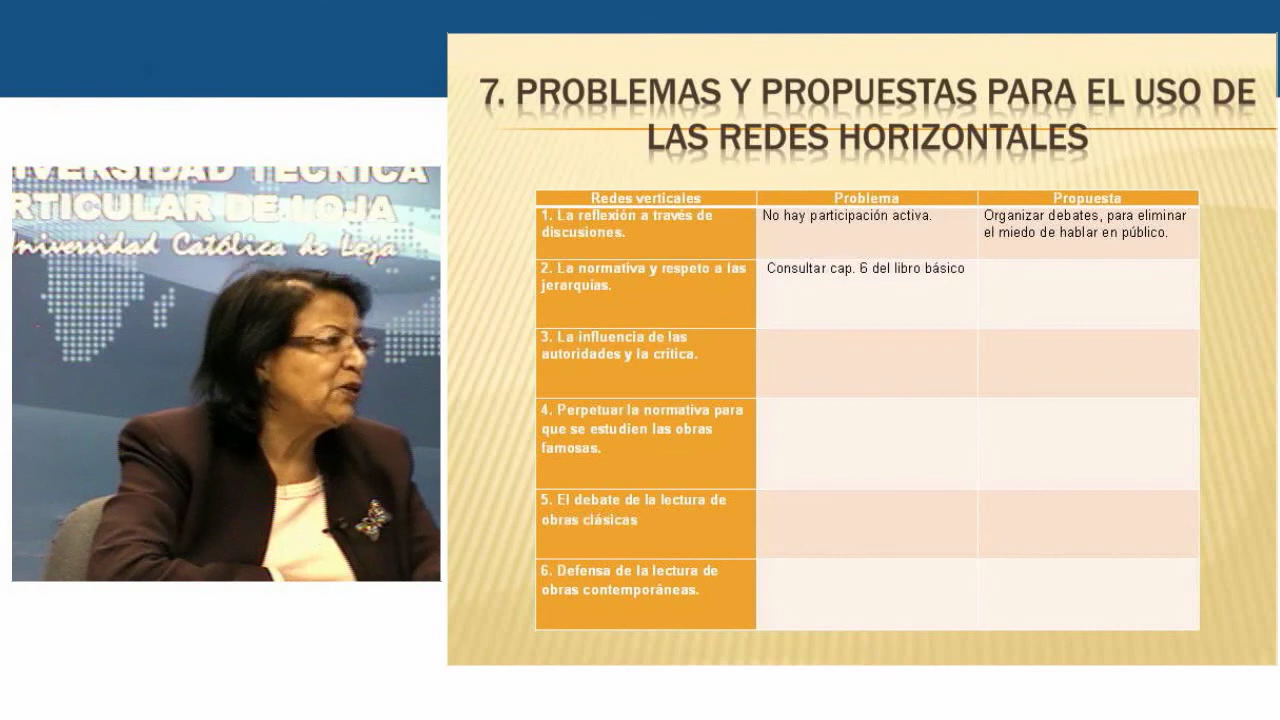 7. PROBLEMAS Y PROPUESTAS PARA EL USO DE
LAS REDES HORIZONTALES
IVERSIDAD TÉCNICA
RTICULAR DE LOJA
Universidad Católica de Loja
Redes verticales Problema Propuesta
1. La reflexión a través de
discusiones.
No hay participación activa.
Organizar debates, para eliminar
el miedo de hablar en público.
2. La normativa y respeto a las
jerarquías.
Consultar cap. 6 del libro básico
3. La influencia de las
autoridades y la crítica.
4. Perpetuar la normativa para
que se estudien las obras
famosas.
5. El debate de la lectura de
obras clásicas
6. Defensa de la lectura de
obras contemporáneas.